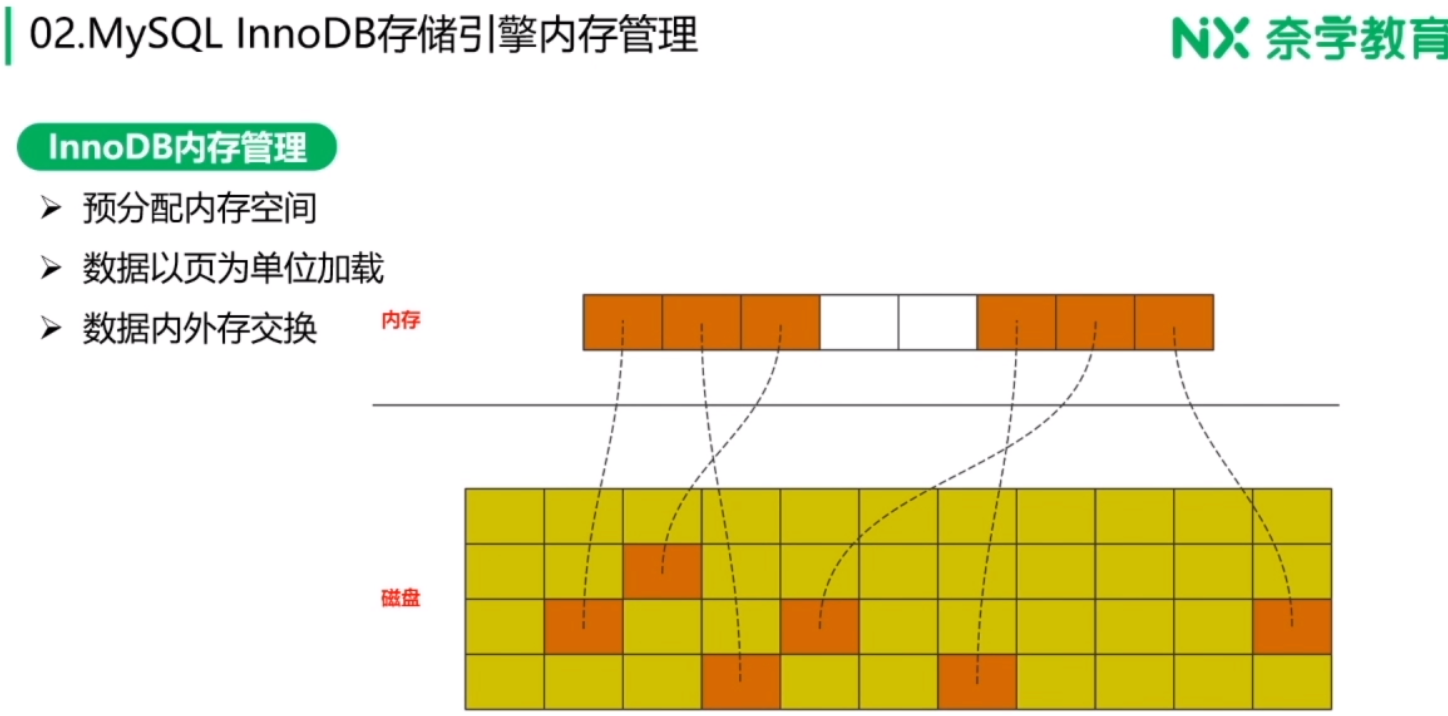 02.MySQL InnoDB存储引擎内存管理
NiX 奈学教育
InnoDB内存管理
预分配内存空间
数据以页为单位加载
数据内外存交换
内存
磁盘